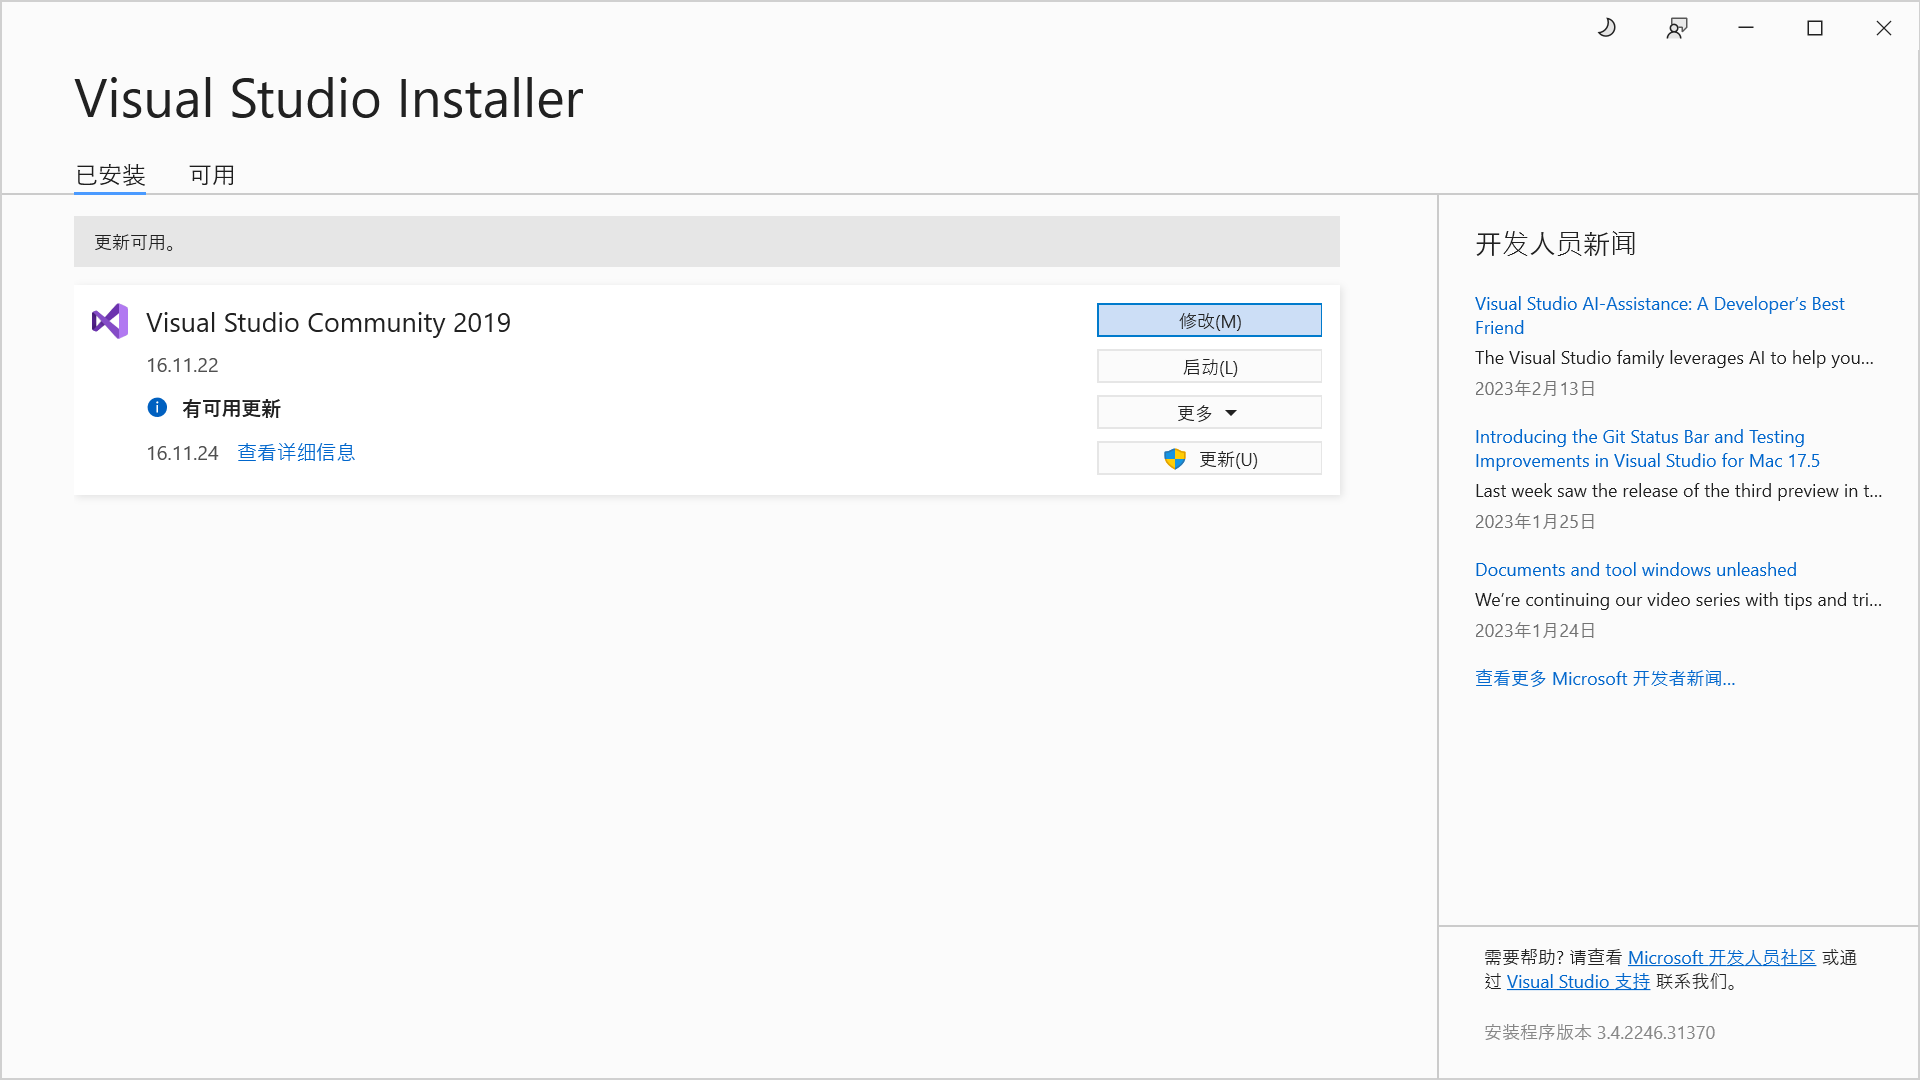 Visual Studio Installer
已安装 可用
更新可用。
Visual Studio Community 2019
16.11.22
有可用更新
16.11.24 查看详细信息
修改(M)
启动(L)
更多
更新(U)
开发人员新闻
Visual Studio AI-Assistance: A Developer’s Best
Friend
The Visual Studio family leverages AI to help you...
2023年2月13日
Introducing the Git Status Bar and Testing
Improvements in Visual Studio for Mac 17.5
Last week saw the release of the third preview in t...
2023年1月25日
Documents and tool windows unleashed
We’re continuing our video series with tips and tri...
2023年1月24日
查看更多 Microsoft 开发者新闻...
需要帮助? 请查看 Microsoft 开发人员社区 或通
过 Visual Studio 支持 联系我们。
安装程序版本 3.4.2246.31370